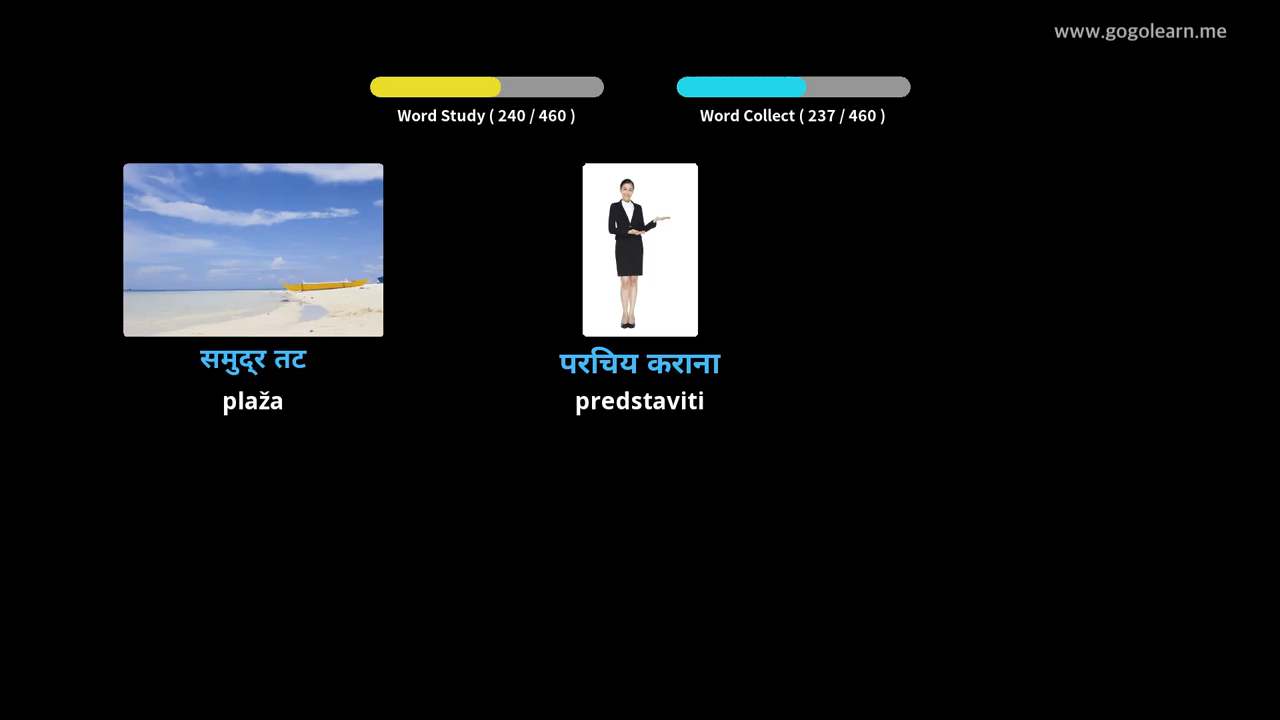 www.gogolearn.me
Word Study ( 240 / 460 )
Word Collect ( 237 / 460 )
समुद्र तट
plaža
परिचय कराना
predstaviti